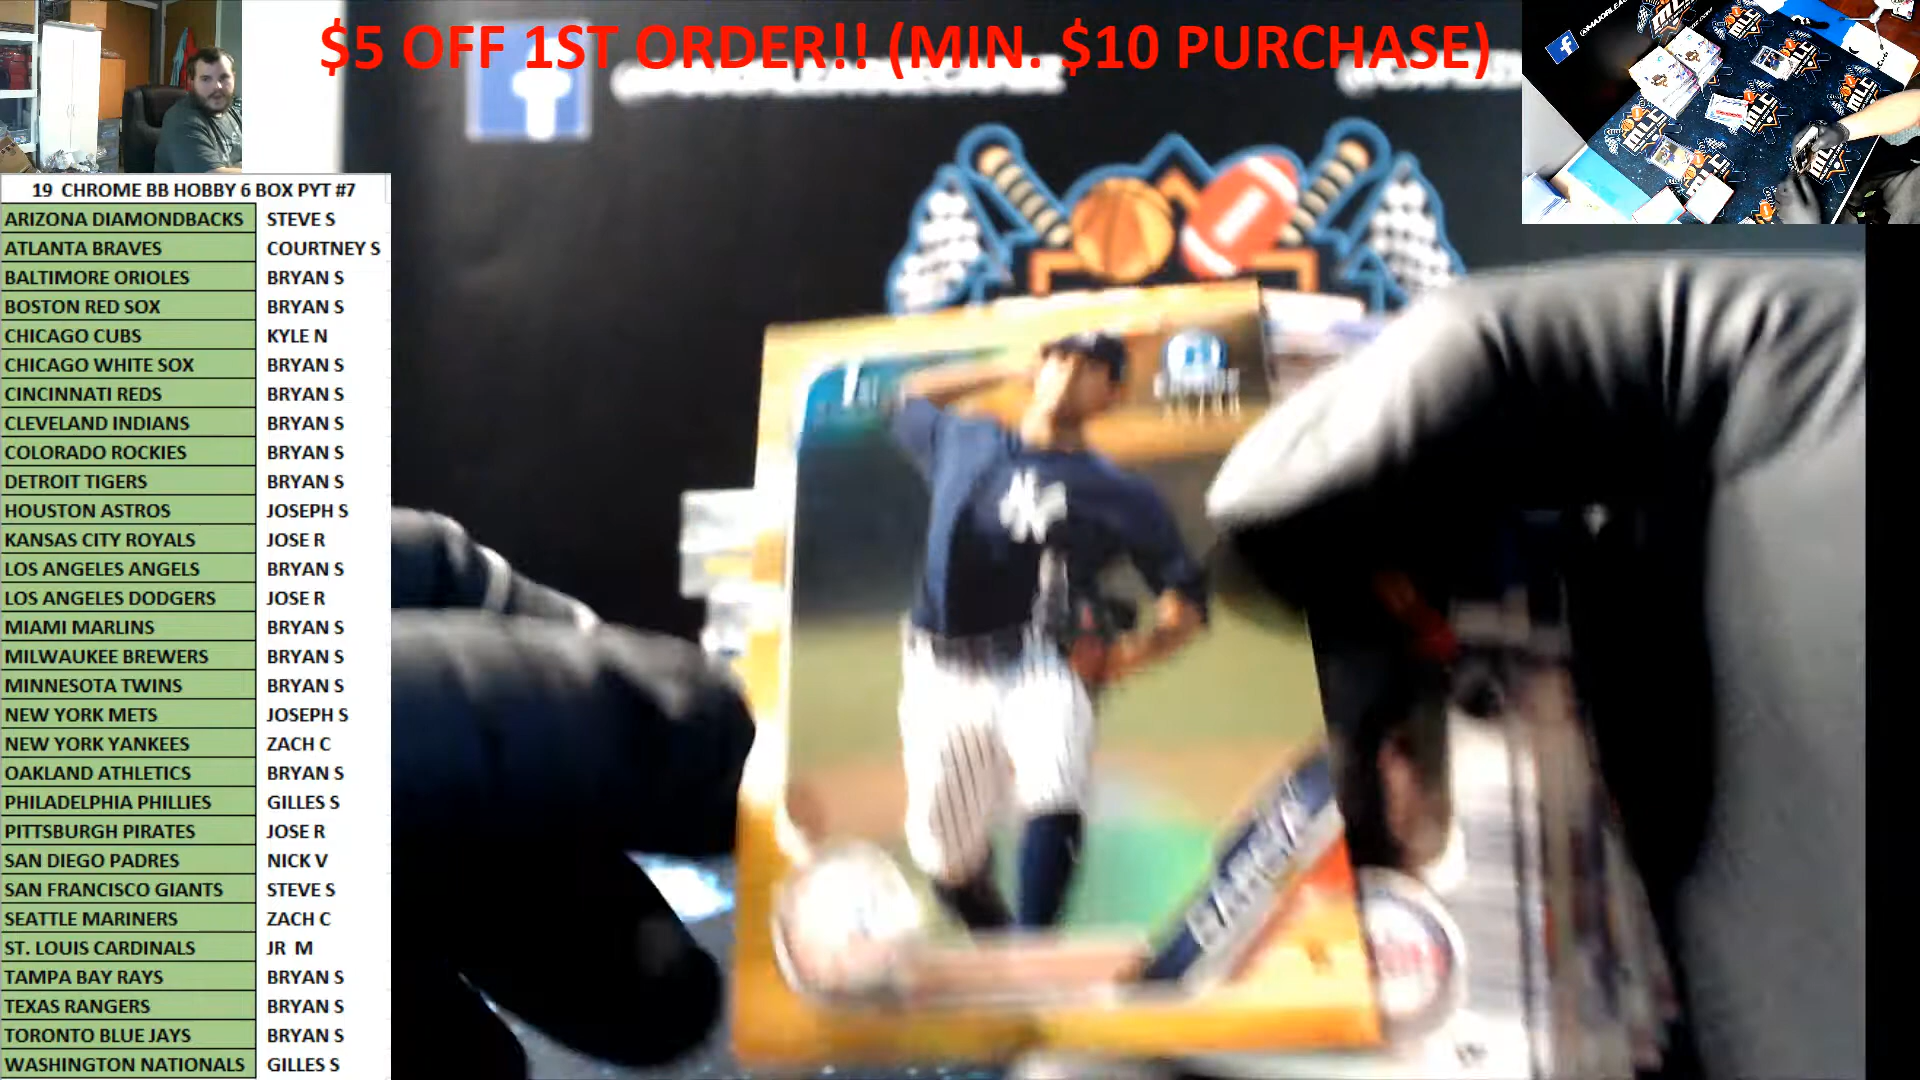 $5 OFF 1ST ORDER!! (MIN. $10 PURCHASE)
19 CHROME BB HOBBY 6 BOX PYT #7
ARIZONA DIAMONDBACKS STEVE S
ATLANTA BRAVES COURTNEY S
BALTIMORE ORIOLES BRYAN S
BOSTON RED SOX BRYAN S
CHICAGO CUBS KYLE N
CHICAGO WHITE SOX BRYAN S
CINCINNATI REDS BRYAN S
CLEVELAND INDIANS BRYAN S
COLORADO ROCKIES BRYAN S
DETROIT TIGERS BRYAN S
HOUSTON ASTROS JOSEPH S
KANSAS CITY ROYALS JOSE R
LOS ANGELES ANGELS BRYAN S
LOS ANGELES DODGERS JOSE R
MIAMI MARLINS BRYAN S
MILWAUKEE BREWERS BRYAN S
MINNESOTA TWINS BRYAN S
NEW YORK METS JOSEPH S
NEW YORK YANKEES ZACH C
OAKLAND ATHLETICS BRYAN S
PHILADELPHIA PHILLIES GILLES S
PITTSBURGH PIRATES JOSE R
SAN DIEGO PADRES NICK V
SAN FRANCISCO GIANTS STEVE S
SEATTLE MARINERS ZACH C
ST. LOUIS CARDINALS JR M
TAMPA BAY RAYS BRYAN S
TEXAS RANGERS BRYAN S
TORONTO BLUE JAYS BRYAN S
WASHINGTON NATIONALS GILLES S
NY
MLC
MLC
MLC
MLC